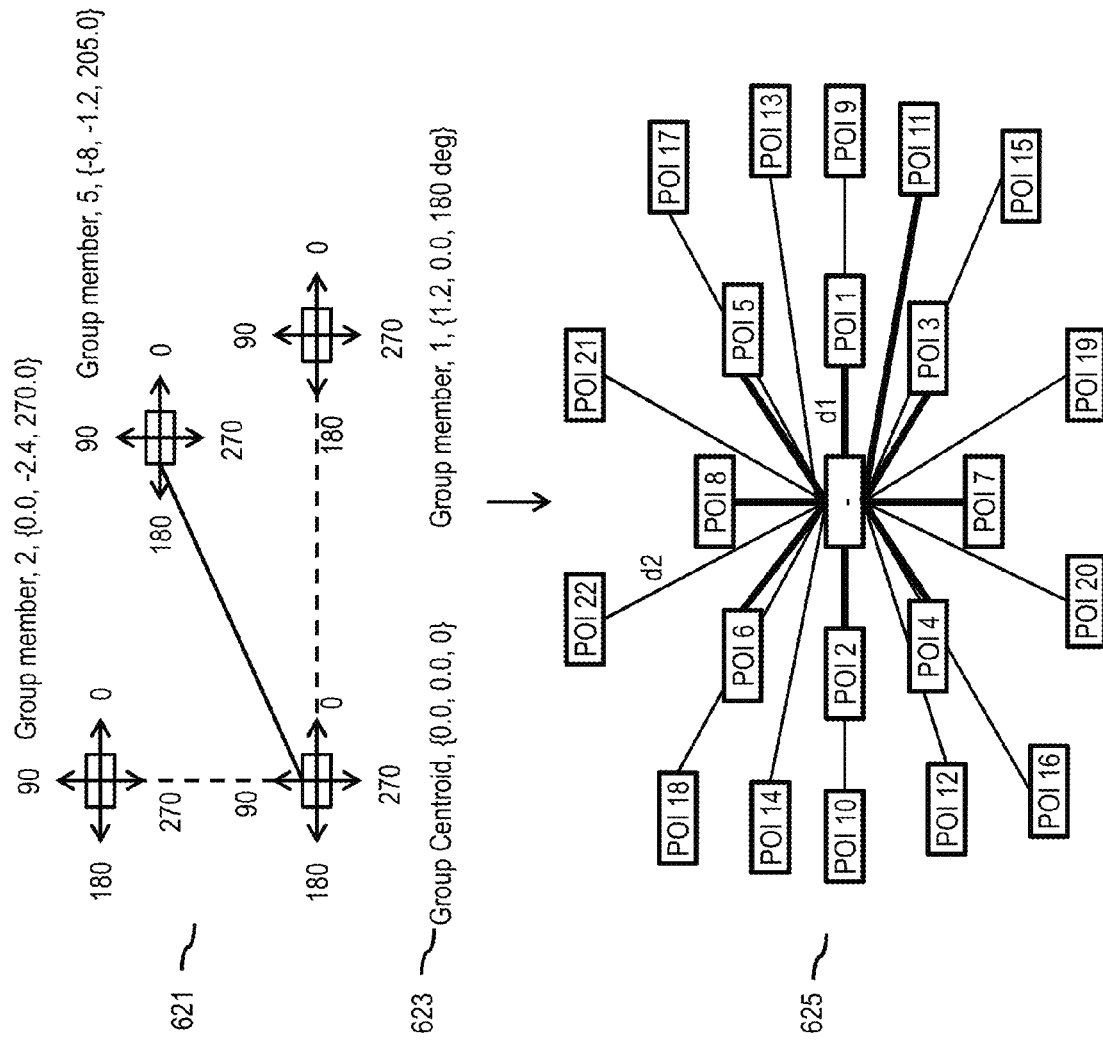 90
180
0
270
Group member, 2, {0.0, -2.4, 270.0}
90
180
0
270
Group member, 5, {-8, -1.2, 205.0}
621
90
180
0
270
90
180
0
270
623
Group Centroid, {0.0, 0.0, 0}
Group member, 1, {1.2, 0.0, 180 deg}
POI 22
POI 21
d2
POI 18
POI 17
POI 6
POI 8
POI 5
POI 14
POI 13
625
POI 10
POI 2
-
d1
POI 1
POI 9
POI 12
POI 4
POI 7
POI 3
POI 11
POI 16
POI 15
POI 20
POI 19